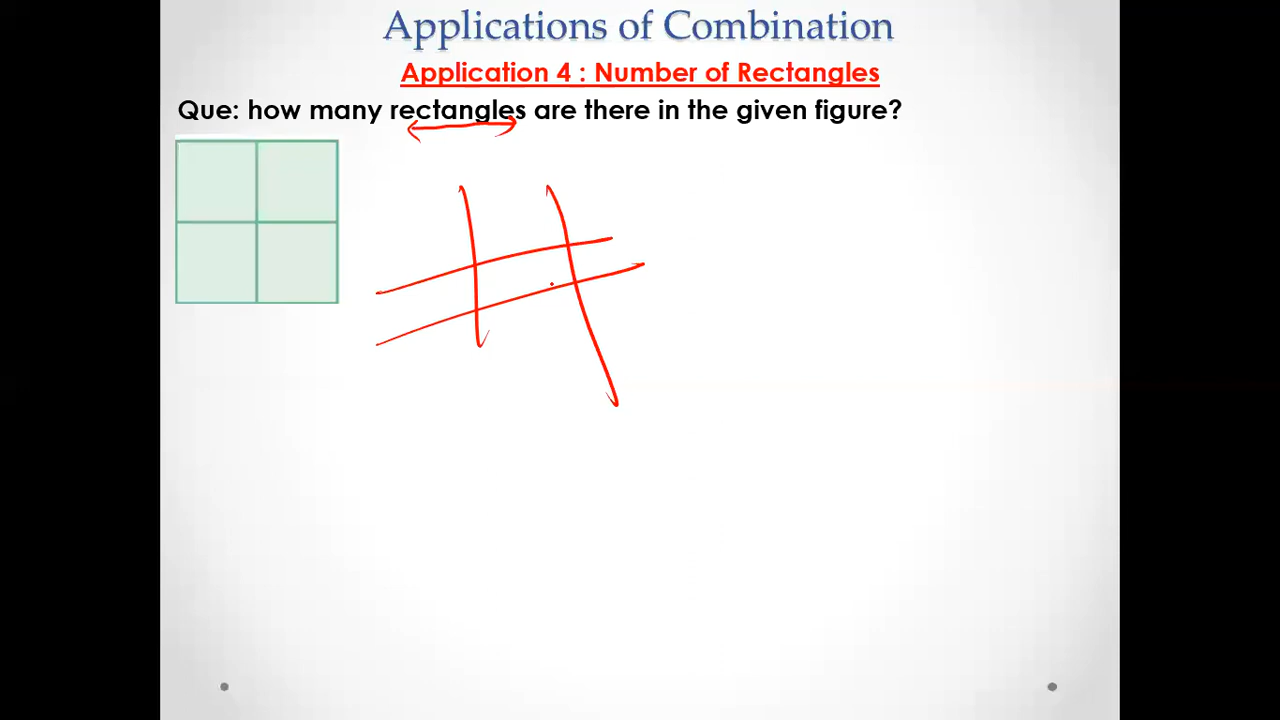 Applications of Combination
Application 4 : Number of Rectangles
Que: how many rectangles are there in the given figure?